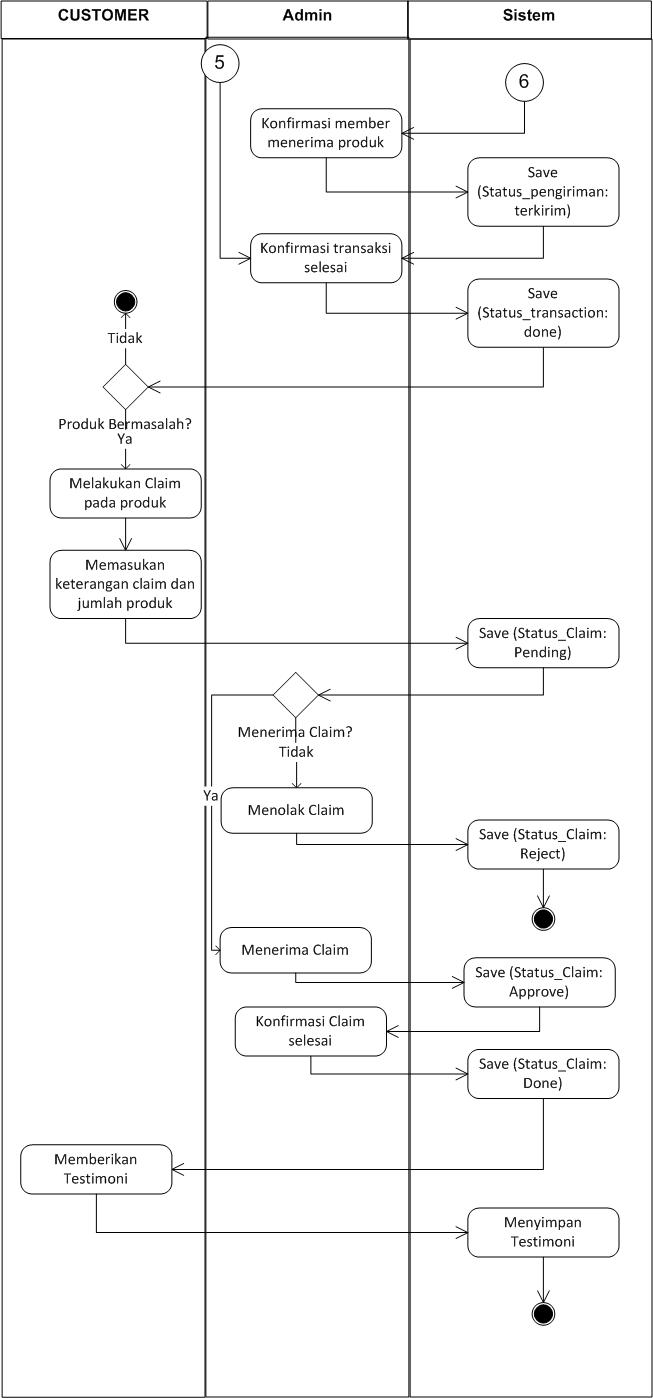 CUSTOMER
Admin
Sistem
5
6
Konfirmasi member
menerima produk
Save
(Status_pengiriman:
terkirim)
Konfirmasi transaksi
selesai
Save
(Status_transaction:
done)
Tidak
Produk Bermasalah?
Ya
Melakukan Claim
pada produk
Memasukan
keterangan claim dan
jumlah produk
Save (Status_Claim:
Pending)
Menerima Claim?
Tidak
Ya
Menolak Claim
Save (Status_Claim:
Reject)
Menerima Claim
Save (Status_Claim:
Approve)
Konfirmasi Claim
selesai
Save (Status_Claim:
Done)
Memberikan
Testimoni
Menyimpan
Testimoni